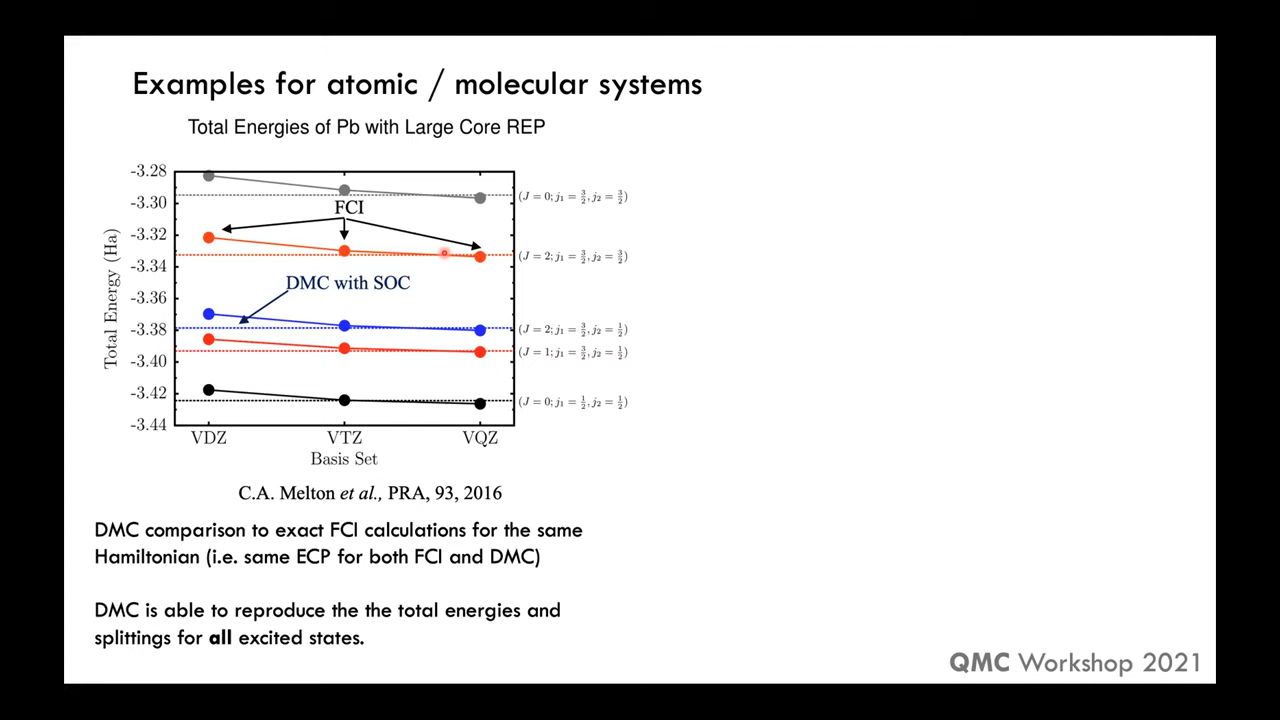 Examples for atomic / molecular systems
Total Energies of Pb with Large Core REP
-3.28
-3.30
-3.32
-3.34
-3.36
-3.38
-3.40
-3.42
-3.44
Total Energy (Ha)
FCI
DMC with SOC
(J = 0; j₁ = 3/2, j₂ = 3/2)
(J = 2; j₁ = 3/2, j₂ = 3/2)
(J = 2; j₁ = 3/2, j₂ = 1/2)
(J = 1; j₁ = 3/2, j₂ = 1/2)
(J = 0; j₁ = 1/2, j₂ = 1/2)
VDZ VTZ VQZ
Basis Set
C.A. Melton et al., PRA, 93, 2016
DMC comparison to exact FCI calculations for the same
Hamiltonian (i.e. same ECP for both FCI and DMC)
DMC is able to reproduce the the total energies and
splittings for all excited states.
QMC Workshop 2021